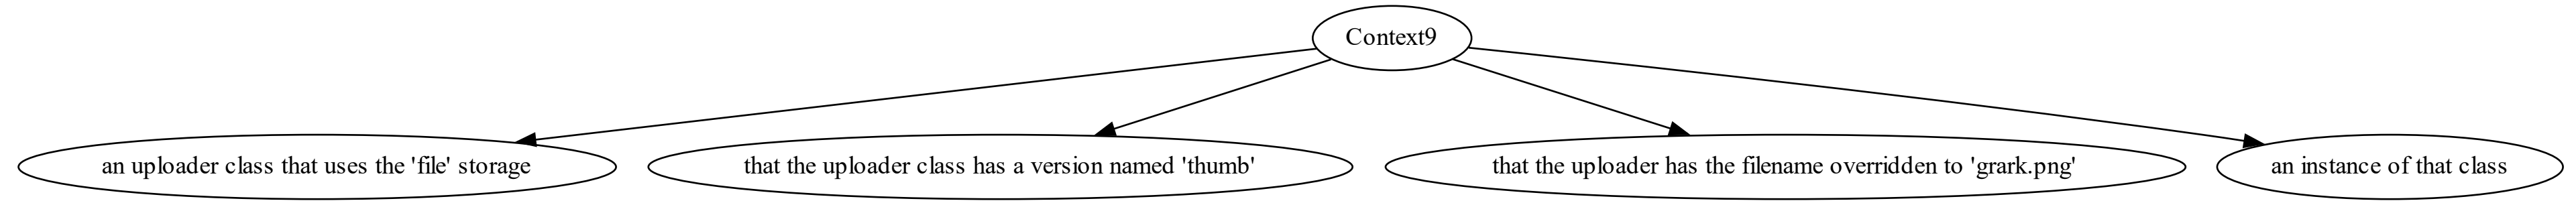 Context9
an uploader class that uses the 'file' storage
that the uploader class has a version named 'thumb'
that the uploader has the filename overridden to 'grark.png'
an instance of that class